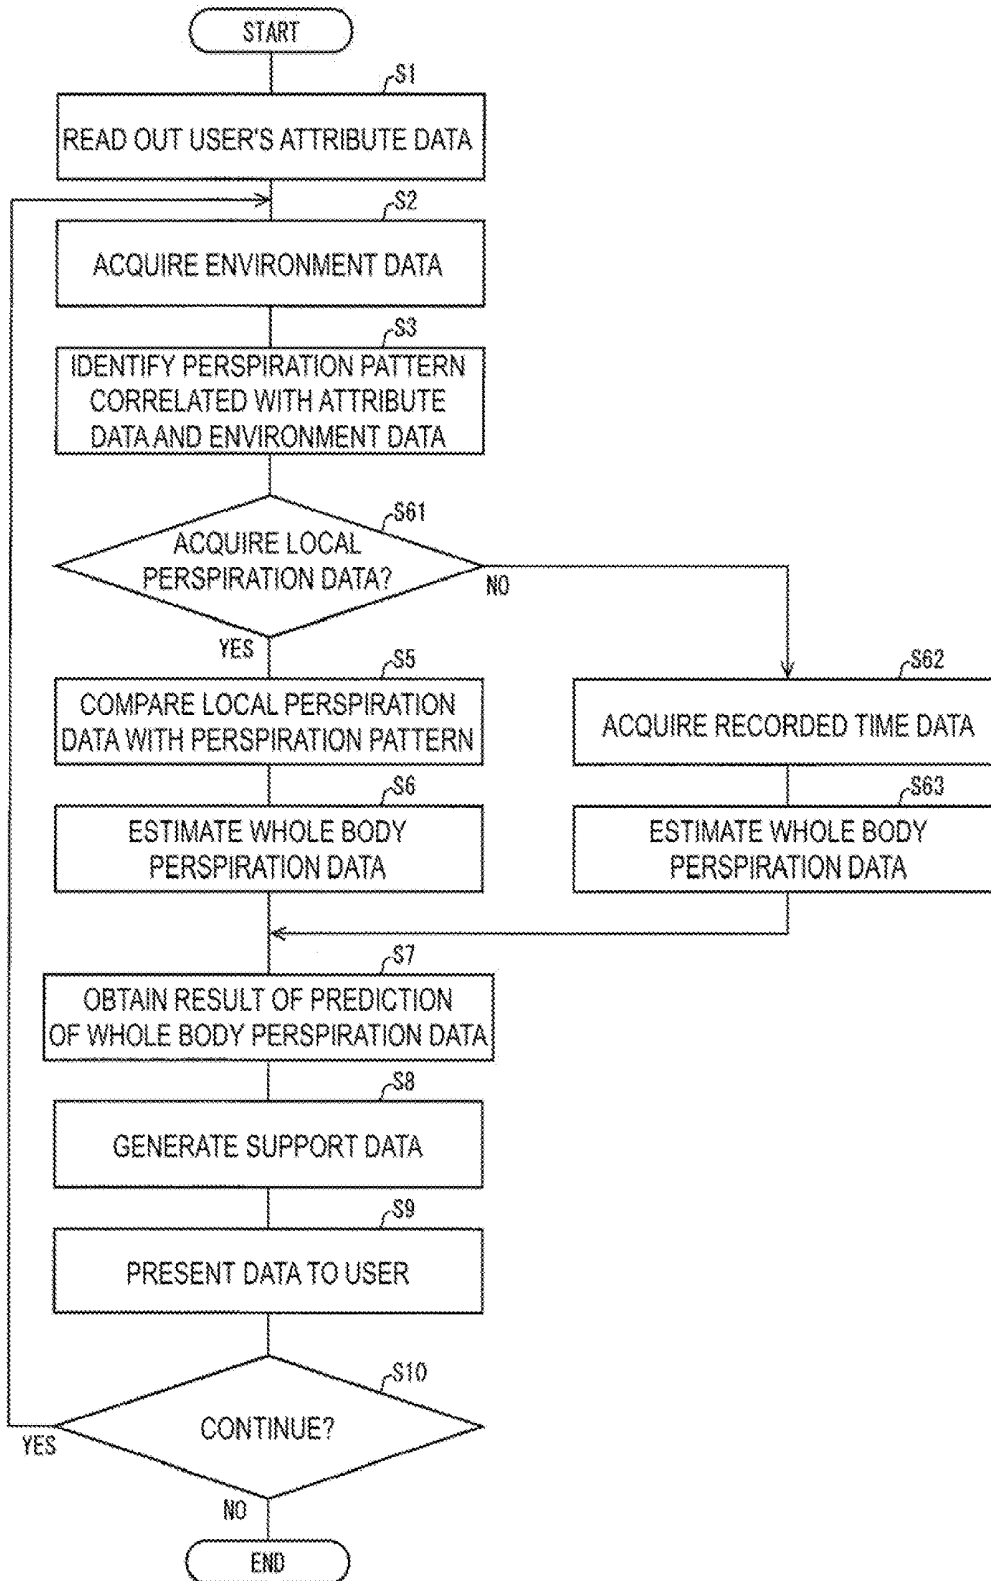 START
S1
READ OUT USER'S ATTRIBUTE DATA
S2
ACQUIRE ENVIRONMENT DATA
S3
IDENTIFY PERSPIRATION PATTERN
CORRELATED WITH ATTRIBUTE
DATA AND ENVIRONMENT DATA
S61
ACQUIRE LOCAL
PERSPIRATION DATA?
NO
YES
S5
COMPARE LOCAL PERSPIRATION
DATA WITH PERSPIRATION PATTERN
S62
ACQUIRE RECORDED TIME DATA
S6
ESTIMATE WHOLE BODY
PERSPIRATION DATA
S63
ESTIMATE WHOLE BODY
PERSPIRATION DATA
S7
OBTAIN RESULT OF PREDICTION
OF WHOLE BODY PERSPIRATION DATA
S8
GENERATE SUPPORT DATA
S9
PRESENT DATA TO USER
S10
CONTINUE?
YES
NO
END